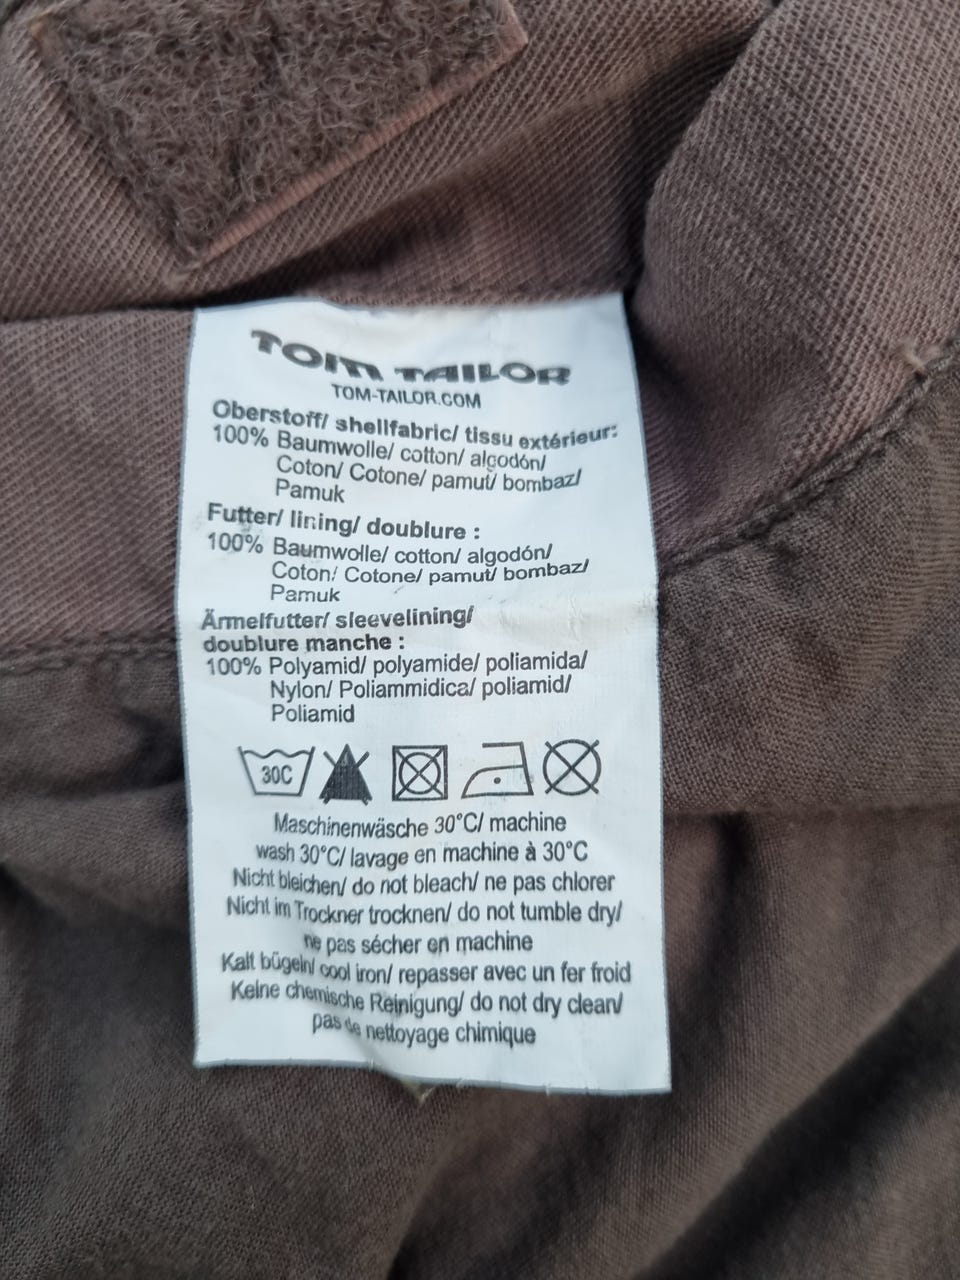 TOM TAILOR
TOM-TAILOR.COM
Oberstoff/ shellfabric/ tissu extérieur:
100% Baumwolle/ cotton/ algodón/
Coton/ Cotone/ pamut/ bombaz/
Pamuk
Futter/ lining/ doublure :
100% Baumwolle/ cotton/ algodón/
Coton/ Cotone/ pamut/ bombaz/
Pamuk
Ärmelfutter/ sleevelining/
doublure manche :
100% Polyamid/ polyamide/ poliamida/
Nylon/ Poliammidica/ poliamid/
Poliamid
30C
Maschinenwäsche 30°C/ machine
wash 30°C/ lavage en machine à 30°C
Nicht bleichen/ do not bleach/ ne pas chlorer
Nicht im Trockner trocknen/ do not tumble dry/
ne pas sécher en machine
Kalt bügeln/ cool iron/ repasser avec un fer froid
Keine chemische Reinigung/ do not dry clean/
pas de nettoyage chimique